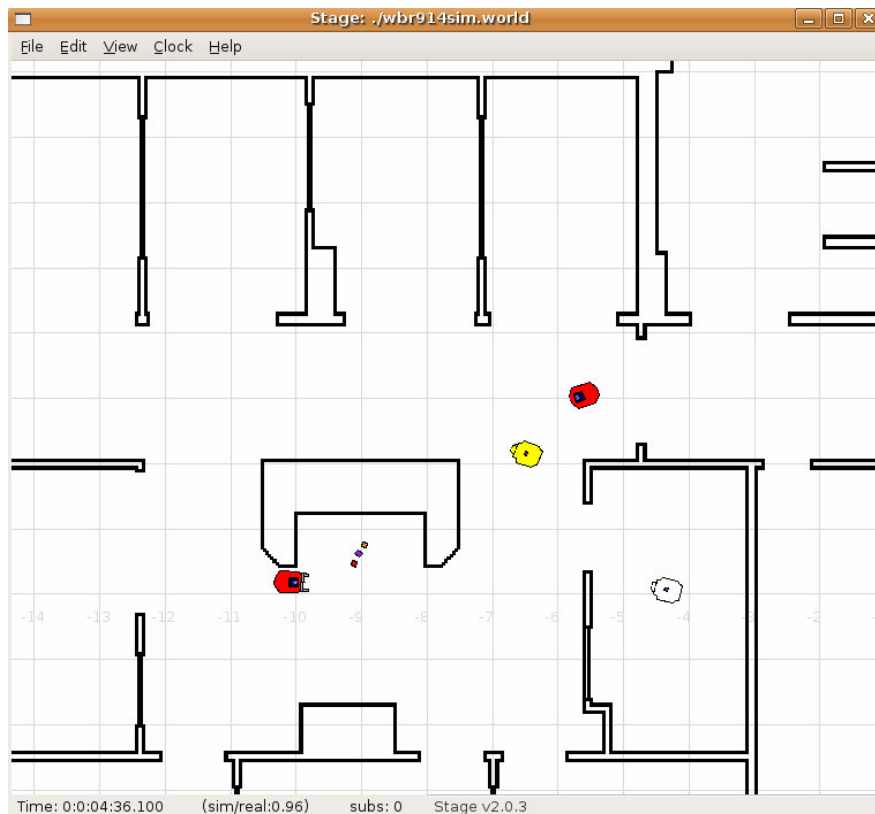 Stage: ./wbr914sim.world
File Edit View Clock Help
-14 -13 -12 -11 -10 -9 -8 -7 -6 -5 -4 -3 -2
Time: 0:0:04:36.100 (sim/real:0.96) subs: 0 Stage v2.0.3